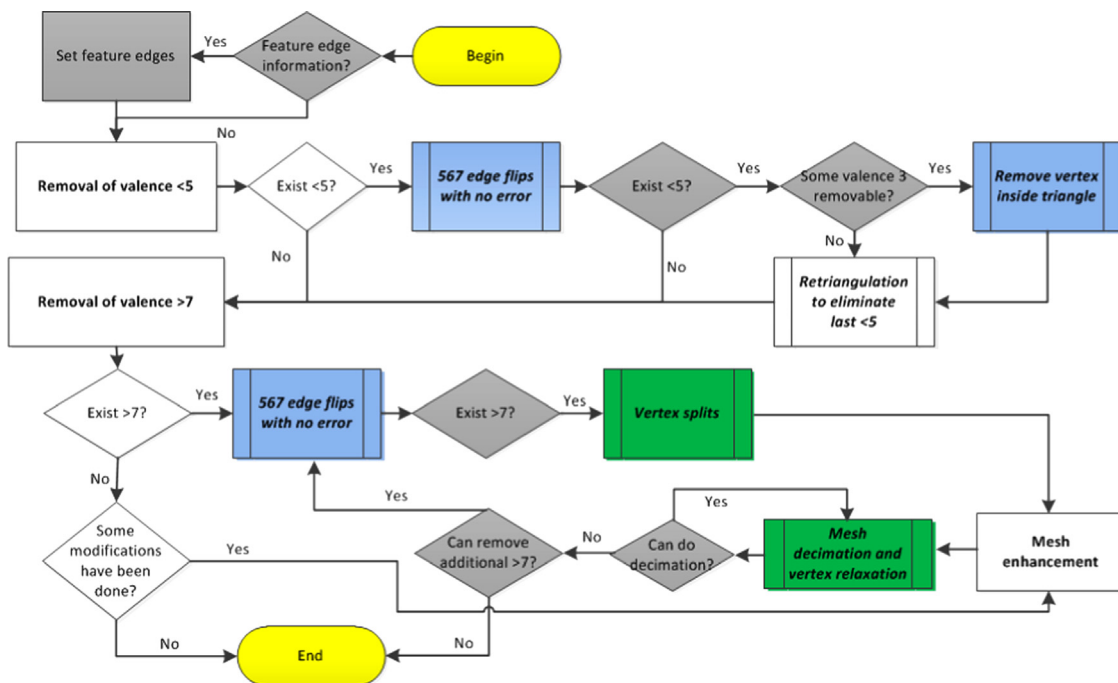 Set feature edges
Yes
Feature edge
information?
Begin
No
Removal of valence <5
Exist <5?
Yes
567 edge flips
with no error
Exist <5?
Yes
Some valence 3
removable?
Yes
Remove vertex
inside triangle
No
No
No
Removal of valence >7
Retriangulation
to eliminate
last <5
Exist >7?
Yes
567 edge flips
with no error
Exist >7?
Yes
Vertex splits
No
Yes
Yes
Some
modifications
have been
done?
Yes
Can remove
additional >7?
No
Can do
decimation?
Mesh
decimation and
vertex relaxation
Mesh
enhancement
No
End
No